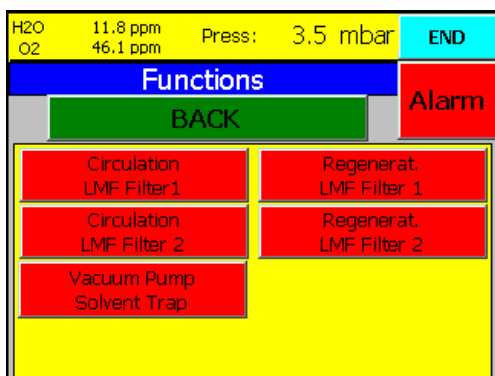 H2O 11.8 ppm Press: 3.5 mbar END
O2 46.1 ppm
Functions
Alarm
BACK
Circulation Regenerat.
LMF Filter1 LMF Filter 1
Circulation Regenerat.
LMF Filter 2 LMF Filter 2
Vacuum Pump
Solvent Trap